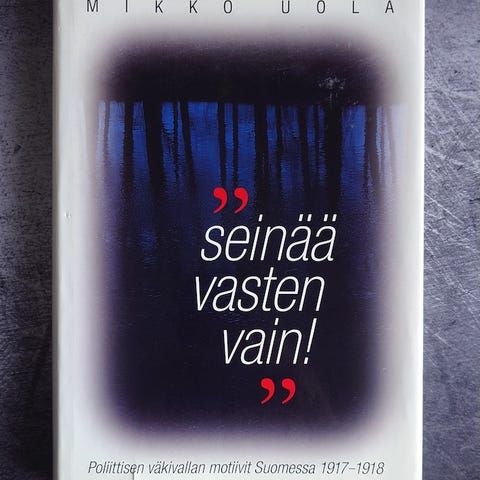 MIKKO UOLA
”
seinää
vasten
vain!
”
Poliittisen väkivallan motiivit Suomessa 1917–1918